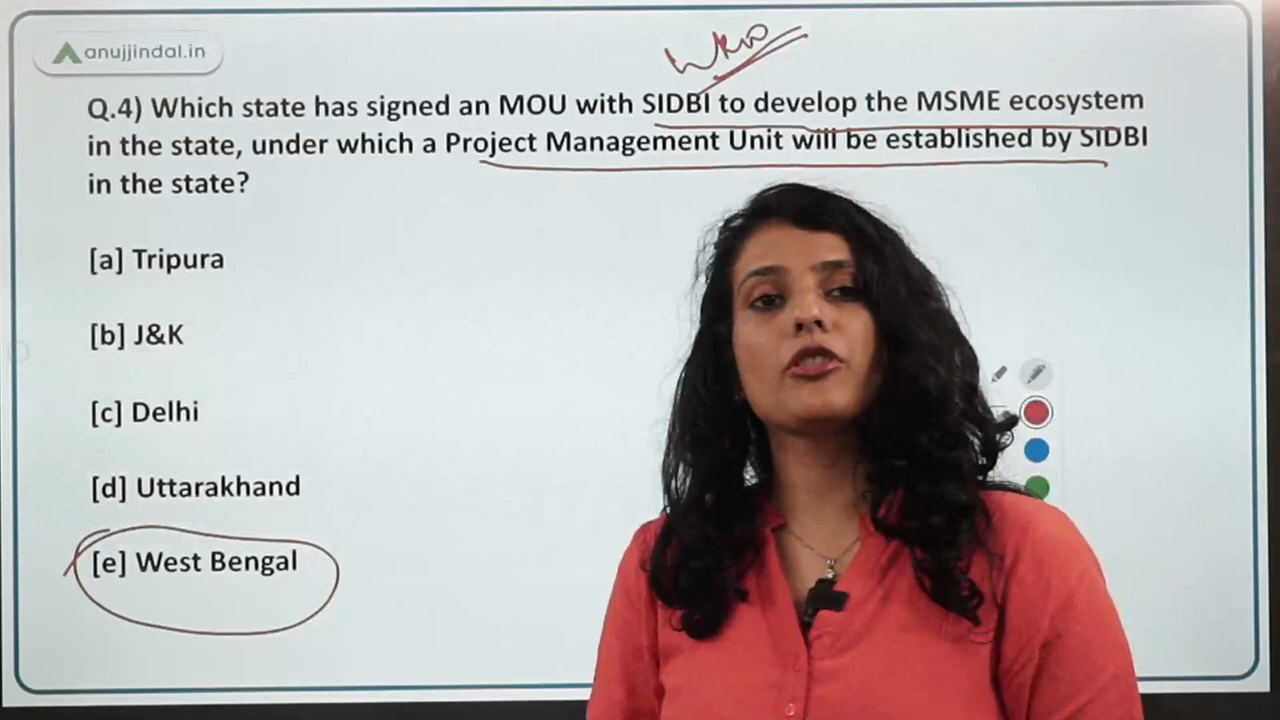 anujjindal.in
Q.4) Which state has signed an MOU with SIDBI to develop the MSME ecosystem
in the state, under which a Project Management Unit will be established by SIDBI
in the state?
[a] Tripura
[b] J&K
[c] Delhi
[d] Uttarakhand
[e] West Bengal